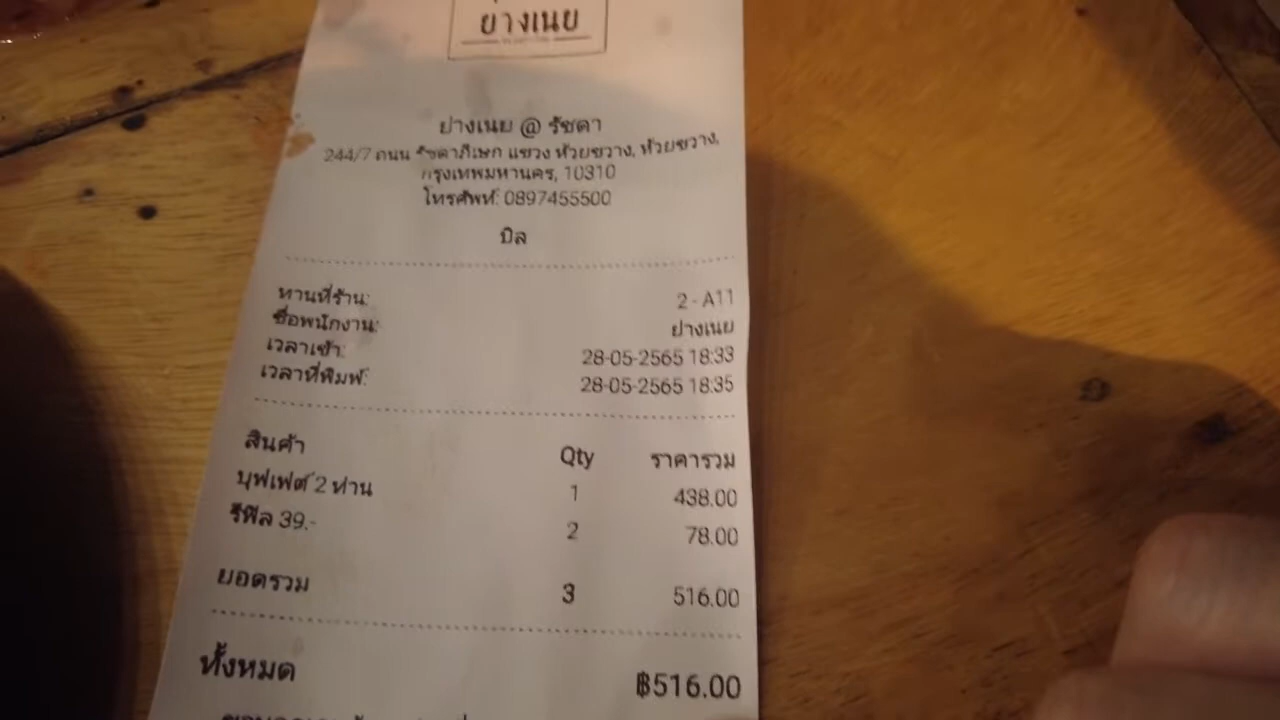 ย่างเนย
ย่างเนย @ รัชดา
244/7 ถนน รัชดาภิเษก แขวง ห้วยขวาง, ห้วยขวาง,
กรุงเทพมหานคร, 10310
โทรศัพท์: 0897455500
บิล
ทานที่ร้าน: 2 - A11
ชื่อพนักงาน: ย่างเนย
เวลาเข้า: 28-05-2565 18:33
เวลาที่พิมพ์: 28-05-2565 18:35
สินค้า Qty ราคารวม
บุฟเฟต์ 2 ท่าน 1 438.00
รีฟีล 39.- 2 78.00
ยอดรวม 3 516.00
ทั้งหมด ฿516.00